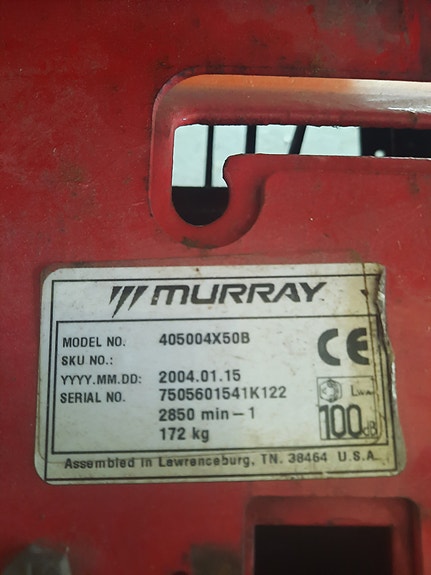 MURRAY
MODEL NO. 405004X50B
SKU NO.:
YYYY.MM.DD: 2004.01.15
SERIAL NO. 7505601541K122
2850 min-1
172 kg
CE
LWA
100dB
Assembled in Lawrenceburg, TN. 38464 U.S.A.